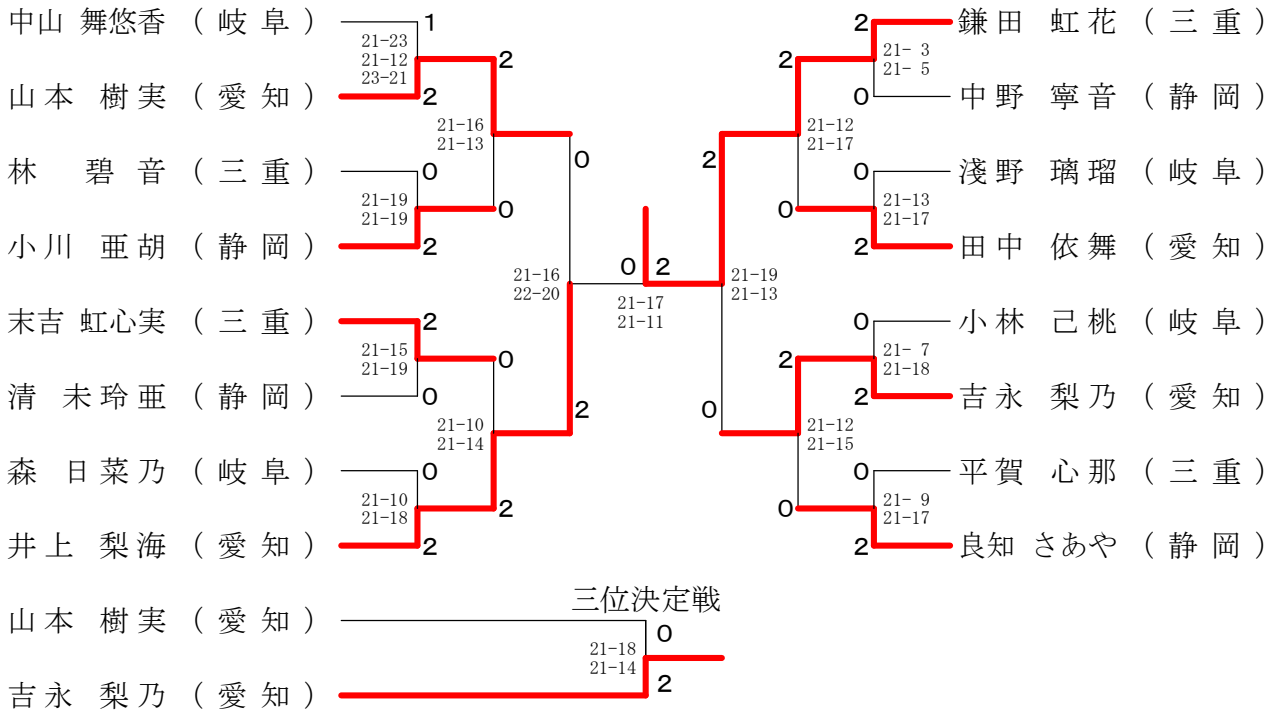 中山 舞悠香 （ 岐 阜 ） 1 2 鎌田 虹花 （ 三 重 ）
21-23 21- 3
21-12 2 2 21- 5
23-21
山本 樹実 （ 愛 知 ） 2 0 中野 寧音 （ 静 岡 ）
21-16 21-12
21-13 21-17
0 2
林 碧音 （ 三 重 ） 0 0 淺野 璃瑠 （ 岐 阜 ）
21-19 21-13
21-19 0 0 21-17
小川 亜胡 （ 静 岡 ） 2 2 田中 依舞 （ 愛 知 ）
21-16 0 2 21-19
22-20 21-17 21-13
21-11
末吉 虹心実 （ 三 重 ） 2 0 小林 己桃 （ 岐 阜 ）
21-15 21- 7
21-19 0 2 21-18
清 未玲亜 （ 静 岡 ） 0 2 吉永 梨乃 （ 愛 知 ）
2 0
21-10 21-12
21-14 21-15
森 日菜乃 （ 岐 阜 ） 0 0 平賀 心那 （ 三 重 ）
21-10 21- 9
21-18 2 0 21-17
井上 梨海 （ 愛 知 ） 2 2 良知 さあや （ 静 岡 ）
三位決定戦
山本 樹実 （ 愛 知 ） 0
21-18
21-14
吉永 梨乃 （ 愛 知 ） 2